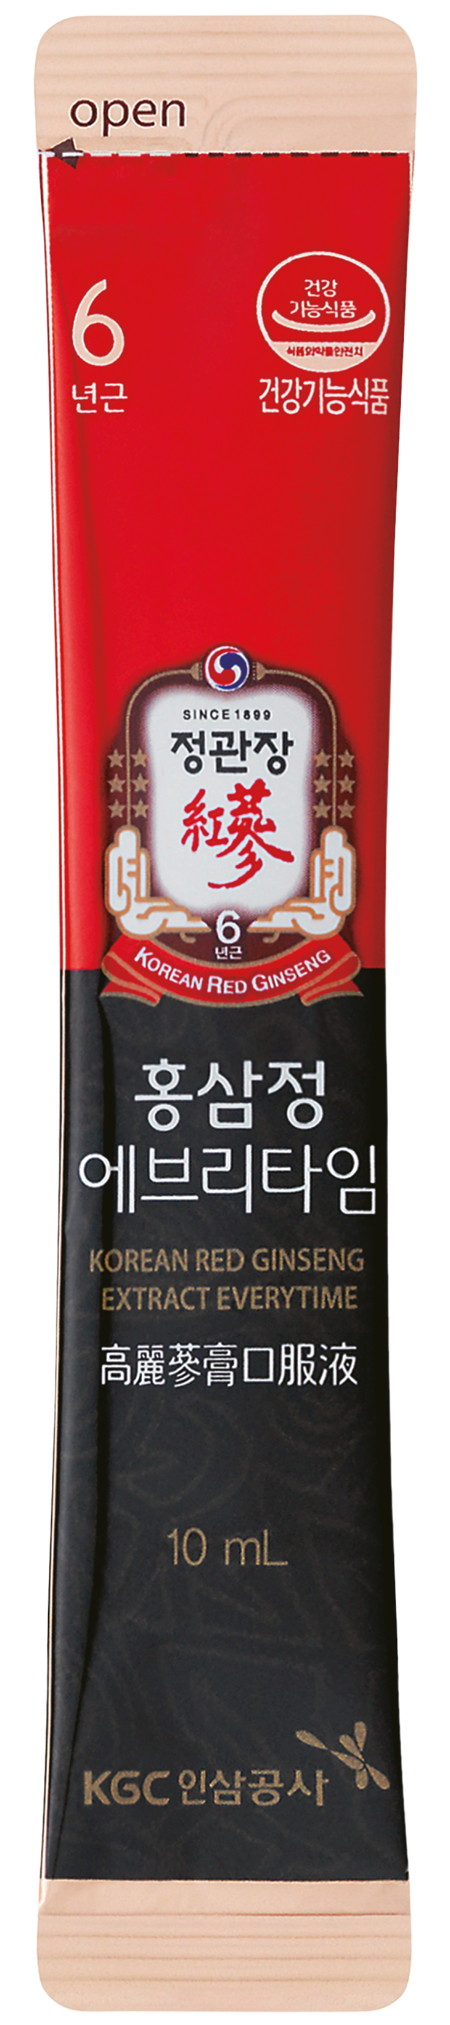 open
6
년근
건강
기능식품
식품의약품안전처
건강기능식품
SINCE 1899
정관장
紅蔘
6
년근
KOREAN RED GINSENG
홍삼정
에브리타임
KOREAN RED GINSENG
EXTRACT EVERYTIME
高麗蔘膏口服液
10 mL
KGC 인삼공사